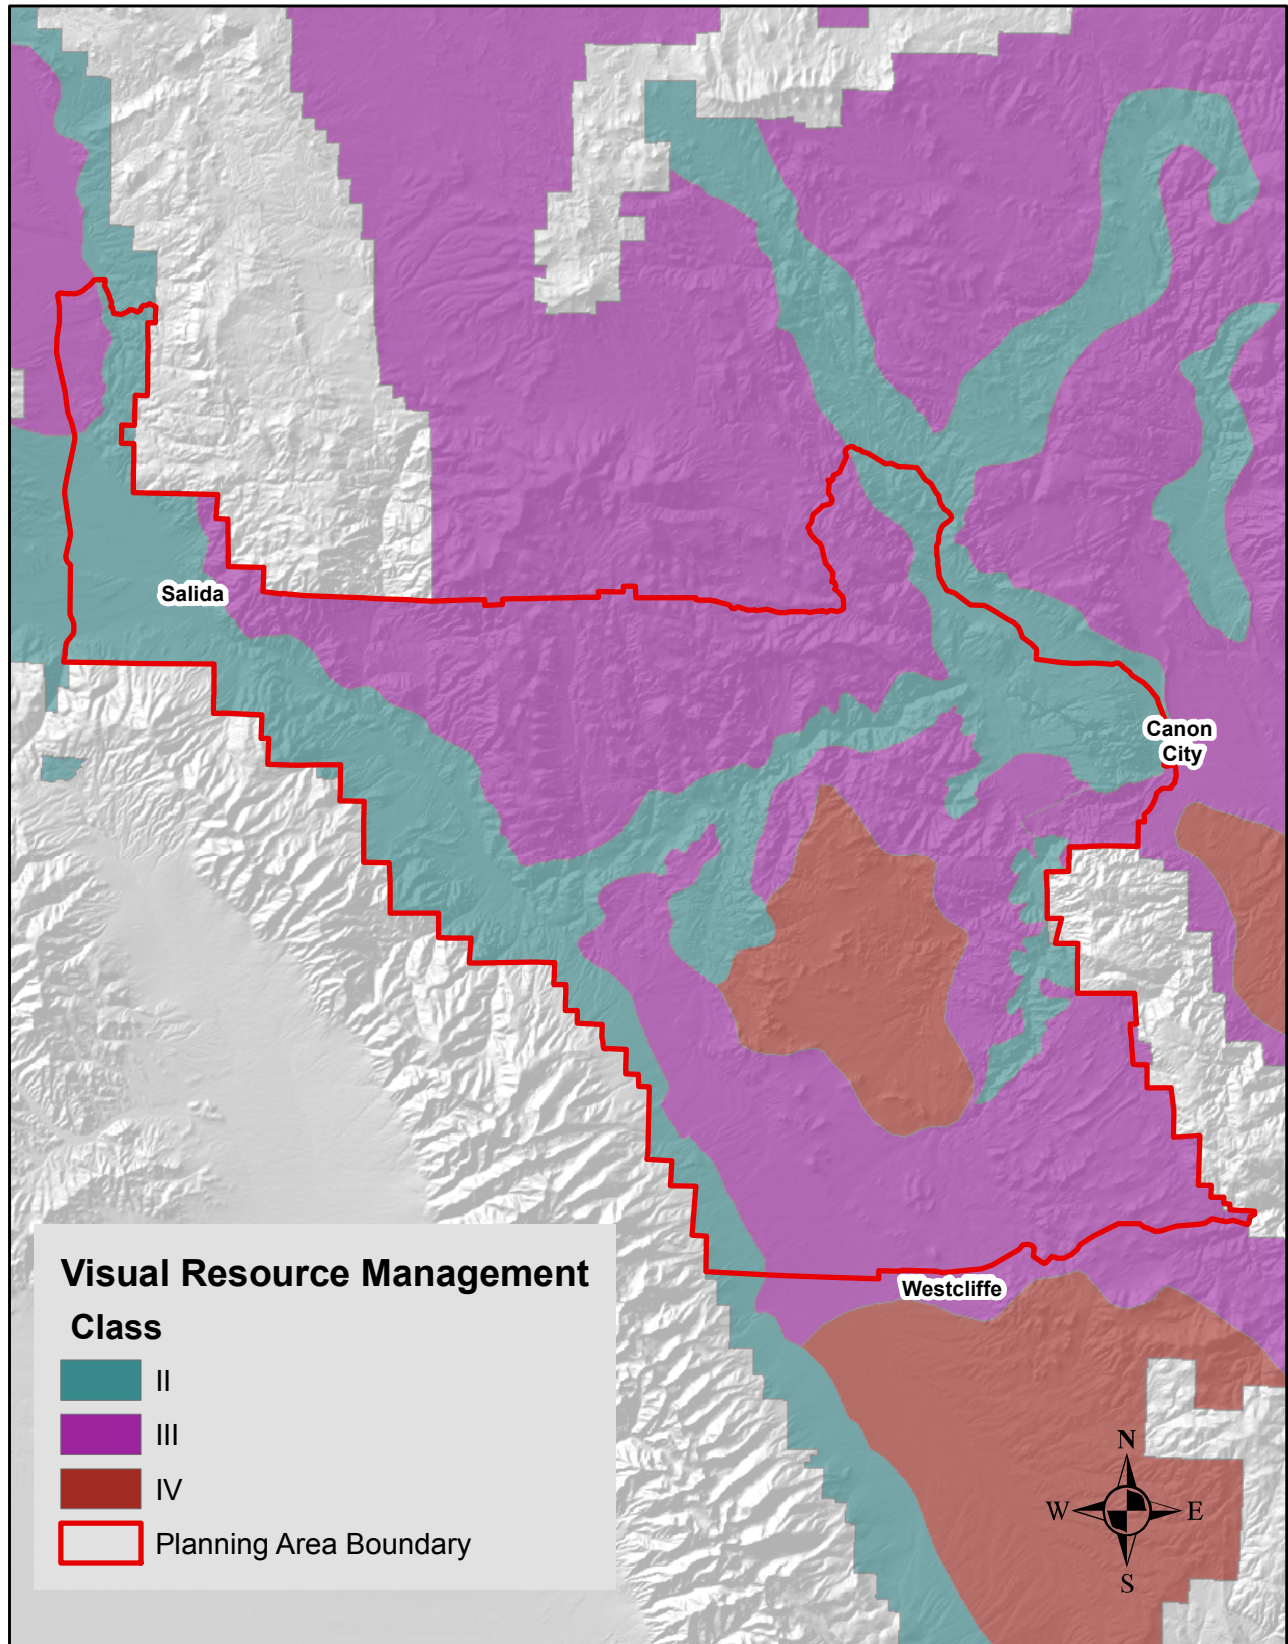 Salida
Canon
City
Westcliffe
Visual Resource Management
Class
II
III
IV
Planning Area Boundary
N
W E
S